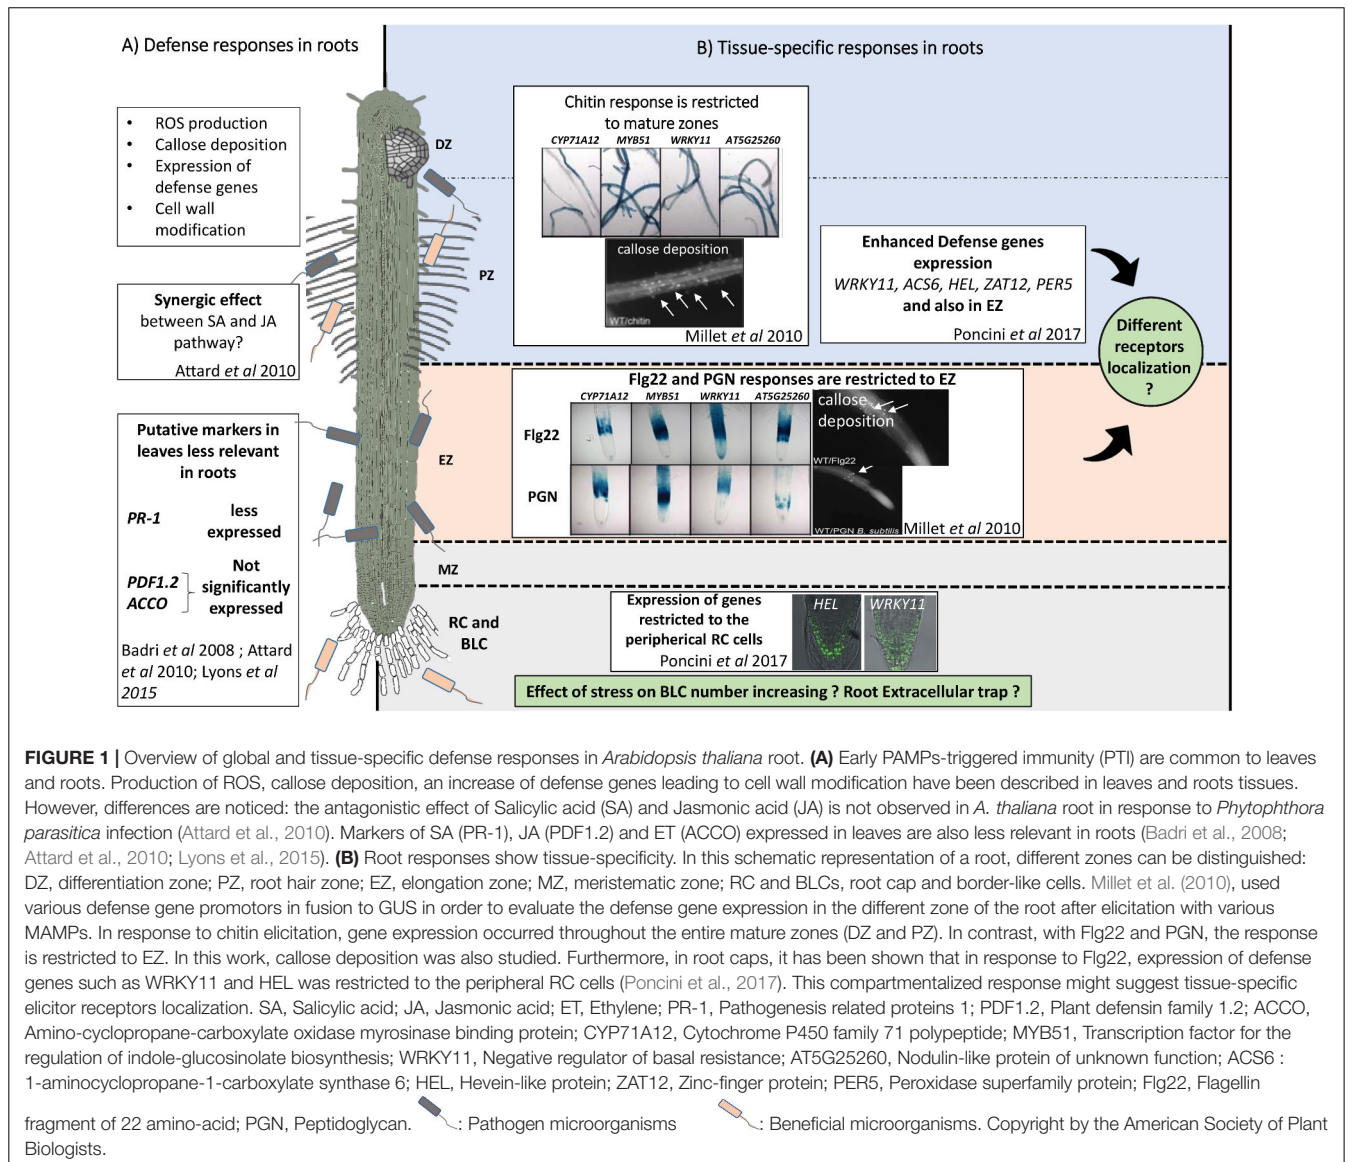 A) Defense responses in roots
B) Tissue-specific responses in roots
• ROS production
• Callose deposition
• Expression of
defense genes
• Cell wall
modification
Synergic effect
between SA and JA
pathway?
Attard et al 2010
Putative markers in
leaves less relevant
in roots
PR-1 less
expressed
PDF1.2
ACCO
Not
significantly
expressed
Badri et al 2008 ; Attard
et al 2010; Lyons et al
2015
DZ
PZ
EZ
MZ
RC and
BLC
Chitin response is restricted
to mature zones
CYP71A12 MYB51 WRKY11 AT5G25260
callose deposition
WT/chitin
Millet et al 2010
Enhanced Defense genes
expression
WRKY11, ACS6, HEL, ZAT12, PER5
and also in EZ
Poncini et al 2017
Different
receptors
localization
?
Flg22 and PGN responses are restricted to EZ
CYP71A12 MYB51 WRKY11 AT5G25260
Flg22
PGN
callose
deposition
WT/Flg22
WT/PGN B. subtilis
Millet et al 2010
Expression of genes
restricted to the
peripherical RC cells
Poncini et al 2017
HEL WRKY11
Effect of stress on BLC number increasing ? Root Extracellular trap ?
FIGURE 1 | Overview of global and tissue-specific defense responses in Arabidopsis thaliana root. (A) Early PAMPs-triggered immunity (PTI) are common to leaves
and roots. Production of ROS, callose deposition, an increase of defense genes leading to cell wall modification have been described in leaves and roots tissues.
However, differences are noticed: the antagonistic effect of Salicylic acid (SA) and Jasmonic acid (JA) is not observed in A. thaliana root in response to Phytophthora
parasitica infection (Attard et al., 2010). Markers of SA (PR-1), JA (PDF1.2) and ET (ACCO) expressed in leaves are also less relevant in roots (Badri et al., 2008;
Attard et al., 2010; Lyons et al., 2015). (B) Root responses show tissue-specificity. In this schematic representation of a root, different zones can be distinguished:
DZ, differentiation zone; PZ, root hair zone; EZ, elongation zone; MZ, meristematic zone; RC and BLCs, root cap and border-like cells. Millet et al. (2010), used
various defense gene promotors in fusion to GUS in order to evaluate the defense gene expression in the different zone of the root after elicitation with various
MAMPs. In response to chitin elicitation, gene expression occurred throughout the entire mature zones (DZ and PZ). In contrast, with Flg22 and PGN, the response
is restricted to EZ. In this work, callose deposition was also studied. Furthermore, in root caps, it has been shown that in response to Flg22, expression of defense
genes such as WRKY11 and HEL was restricted to the peripheral RC cells (Poncini et al., 2017). This compartmentalized response might suggest tissue-specific
elicitor receptors localization. SA, Salicylic acid; JA, Jasmonic acid; ET, Ethylene; PR-1, Pathogenesis related proteins 1; PDF1.2, Plant defensin family 1.2; ACCO,
Amino-cyclopropane-carboxylate oxidase myrosinase binding protein; CYP71A12, Cytochrome P450 family 71 polypeptide; MYB51, Transcription factor for the
regulation of indole-glucosinolate biosynthesis; WRKY11, Negative regulator of basal resistance; AT5G25260, Nodulin-like protein of unknown function; ACS6 :
1-aminocyclopropane-1-carboxylate synthase 6; HEL, Hevein-like protein; ZAT12, Zinc-finger protein; PER5, Peroxidase superfamily protein; Flg22, Flagellin
fragment of 22 amino-acid; PGN, Peptidoglycan. : Pathogen microorganisms : Beneficial microorganisms. Copyright by the American Society of Plant
Biologists.